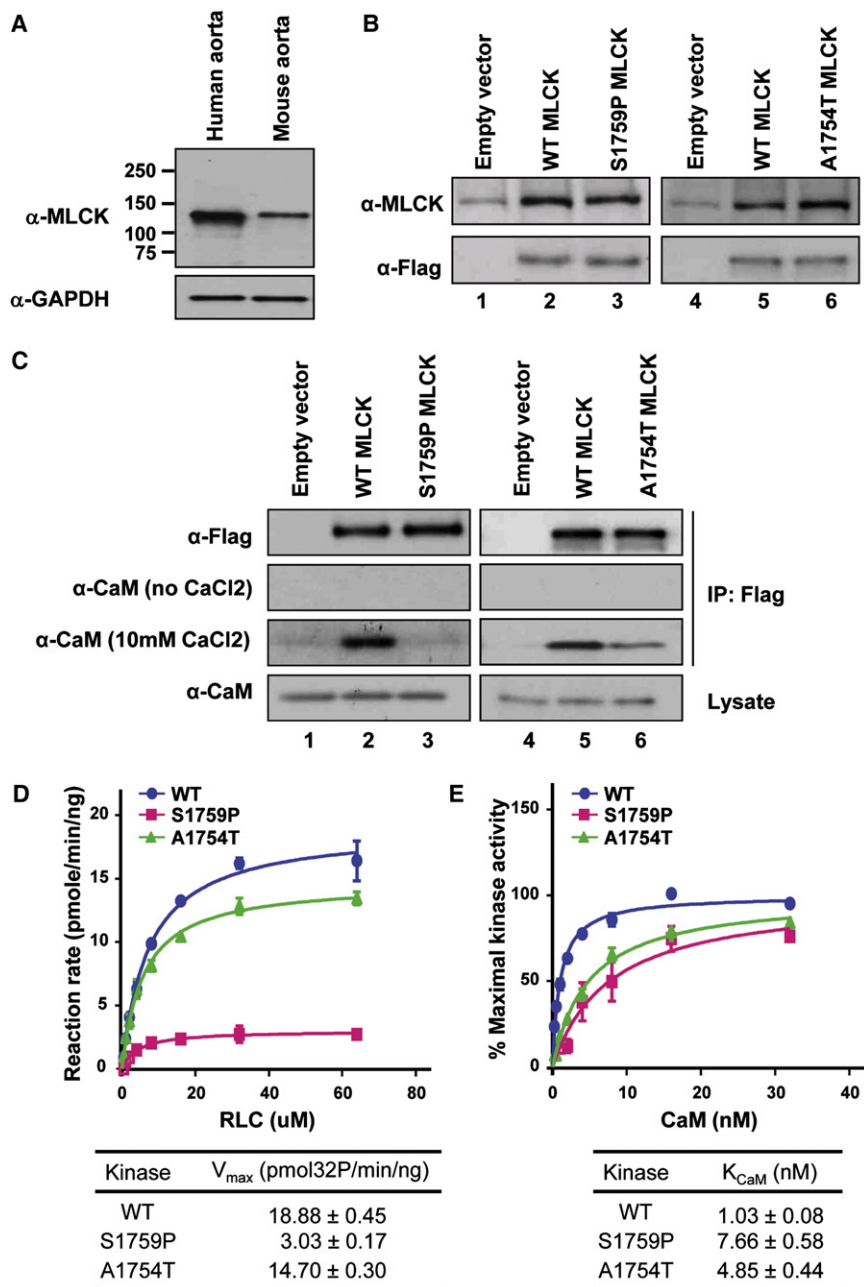 A
Human aorta
Mouse aorta
250
150
100
75
α-MLCK
α-GAPDH
B
Empty vector
WT MLCK
S1759P MLCK
Empty vector
WT MLCK
A1754T MLCK
α-MLCK
α-Flag
1 2 3 4 5 6
C
Empty vector
WT MLCK
S1759P MLCK
Empty vector
WT MLCK
A1754T MLCK
α-Flag
α-CaM (no CaCl2)
α-CaM (10mM CaCl2)
IP: Flag
α-CaM
Lysate
1 2 3 4 5 6
D
WT
S1759P
A1754T
Reaction rate (pmole/min/ng)
20
15
10
5
0
0 20 40 60 80
RLC (uM)
Kinase Vmax (pmol32P/min/ng)
WT 18.88 ± 0.45
S1759P 3.03 ± 0.17
A1754T 14.70 ± 0.30
E
WT
S1759P
A1754T
% Maximal kinase activity
150
100
50
0
0 10 20 30 40
CaM (nM)
Kinase KCaM (nM)
WT 1.03 ± 0.08
S1759P 7.66 ± 0.58
A1754T 4.85 ± 0.44